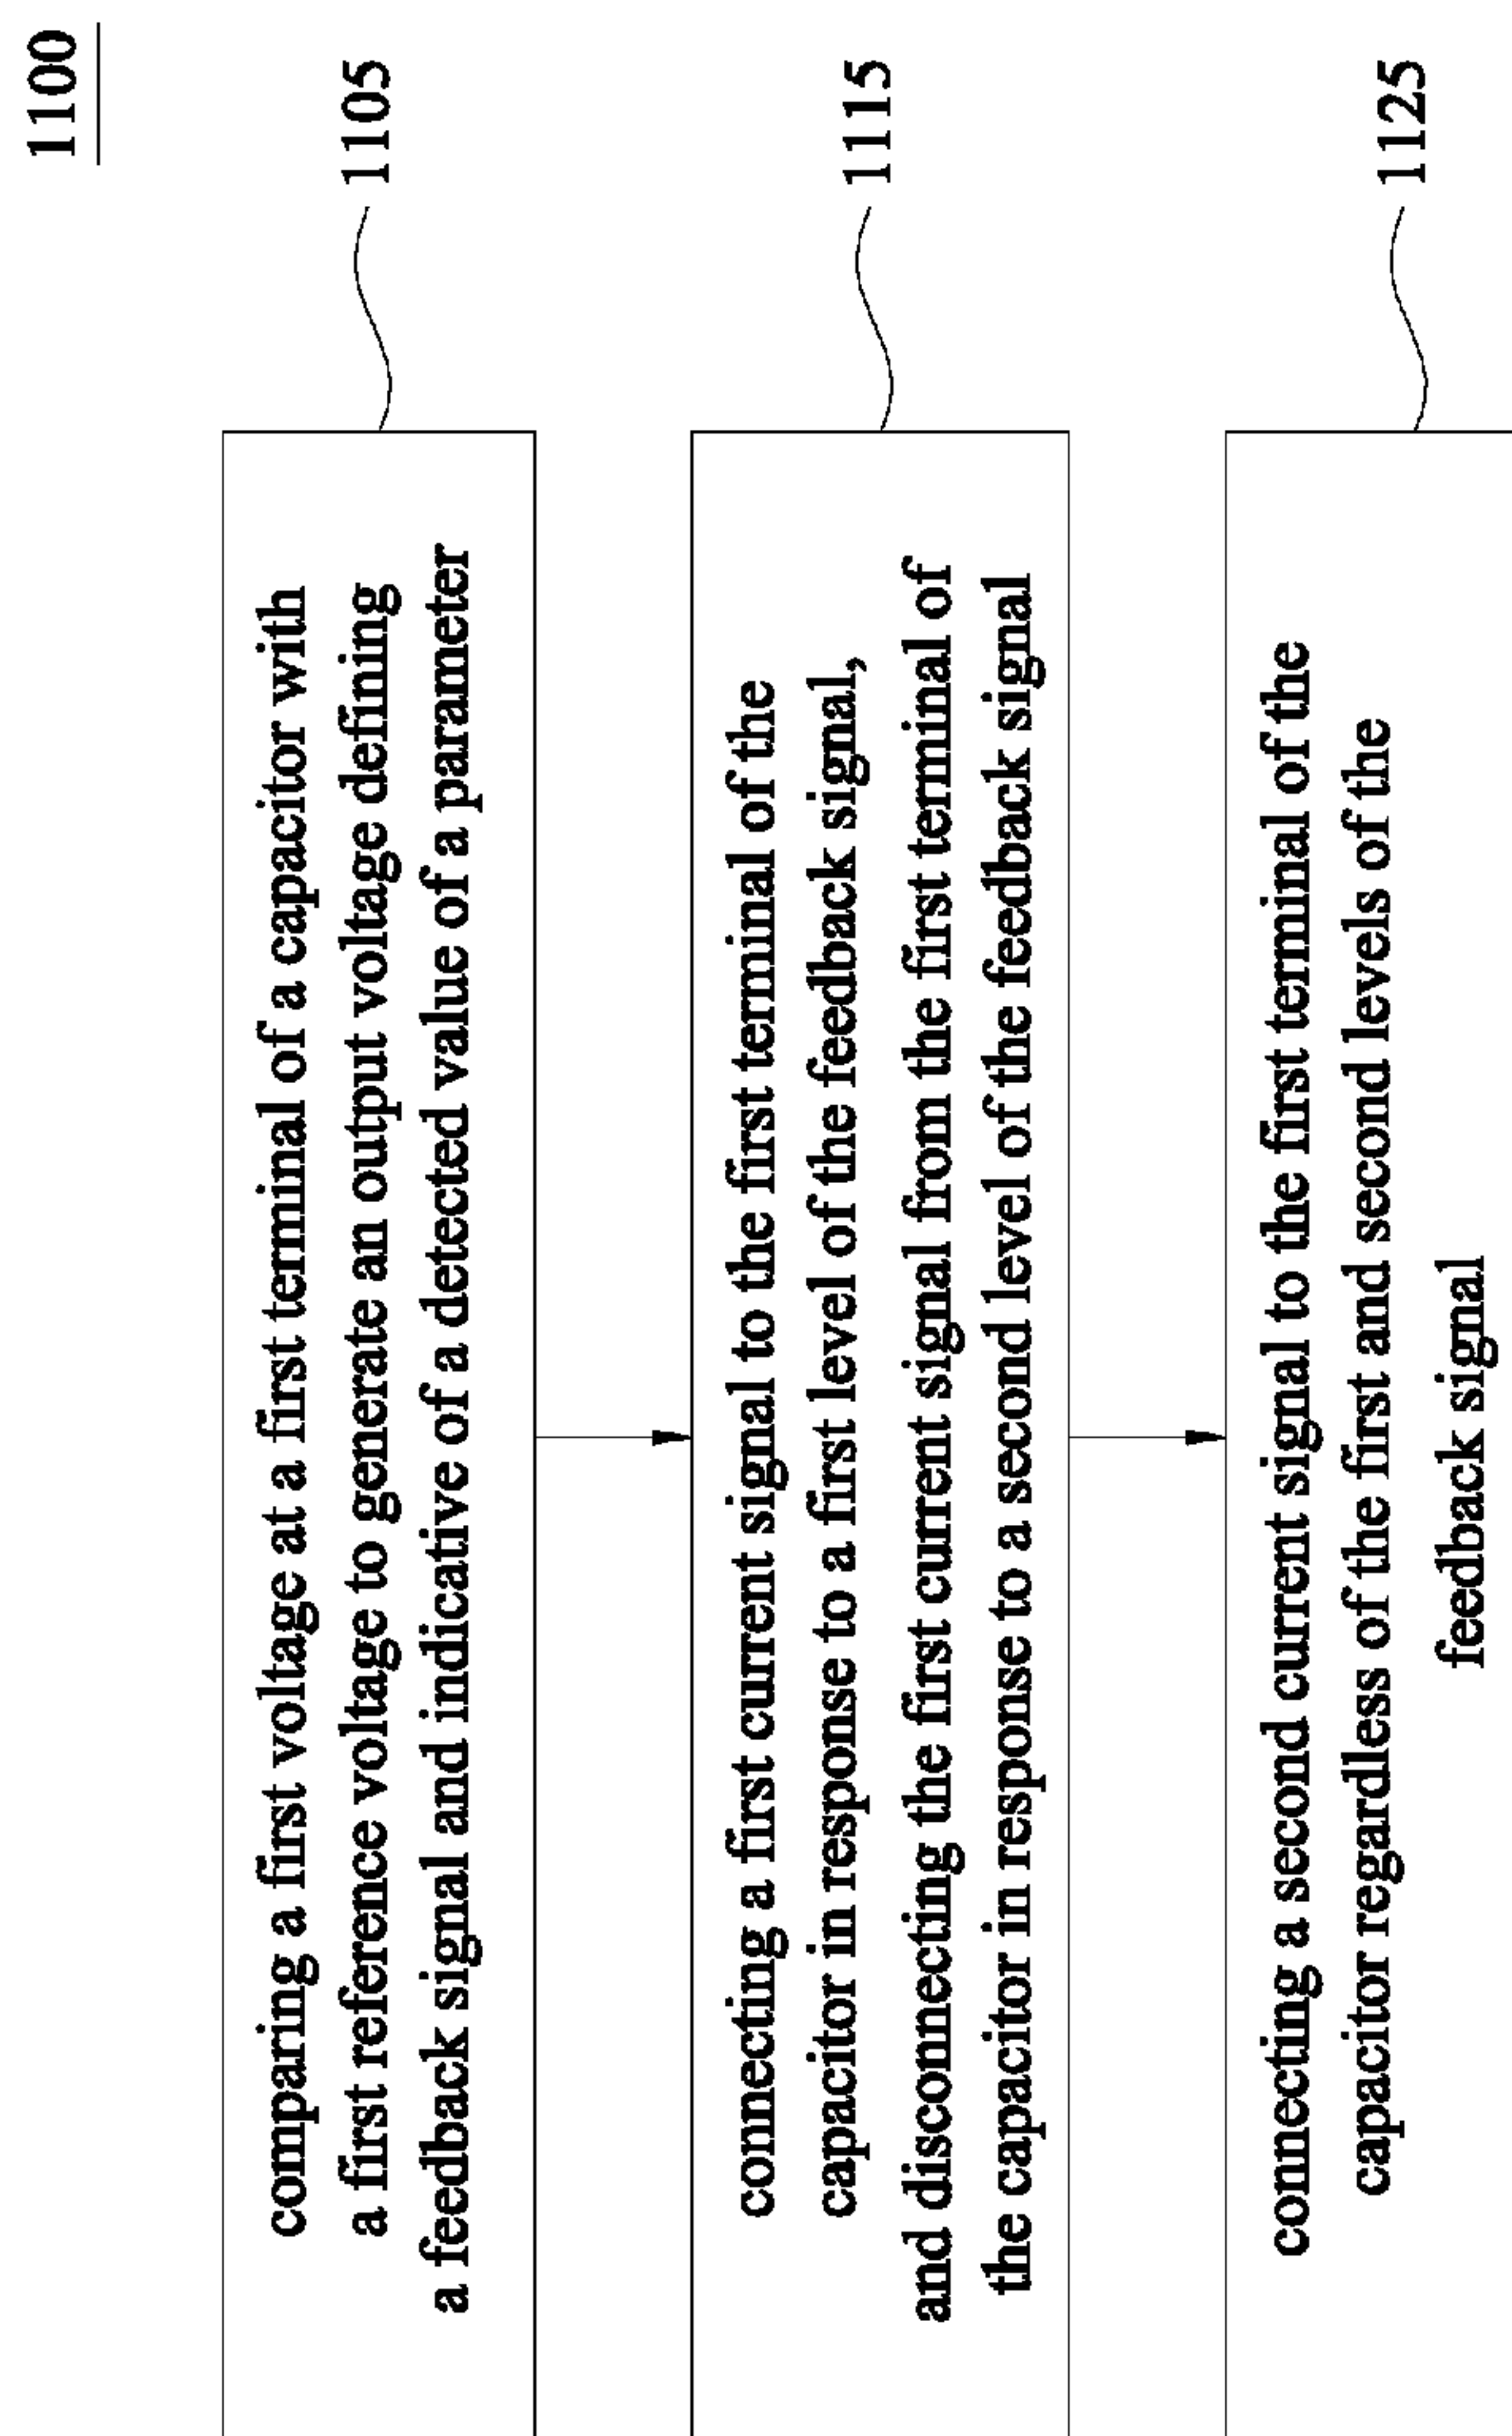 1100
1105
comparing a first voltage at a first terminal of a capacitor with
a first reference voltage to generate an output voltage defining
a feedback signal and indicative of a detected value of a parameter
1115
connecting a first current signal to the first terminal of the
capacitor in response to a first level of the feedback signal,
and disconnecting the first current signal from the first terminal of
the capacitor in response to a second level of the feedback signal
1125
connecting a second current signal to the first terminal of the
capacitor regardless of the first and second levels of the
feedback signal